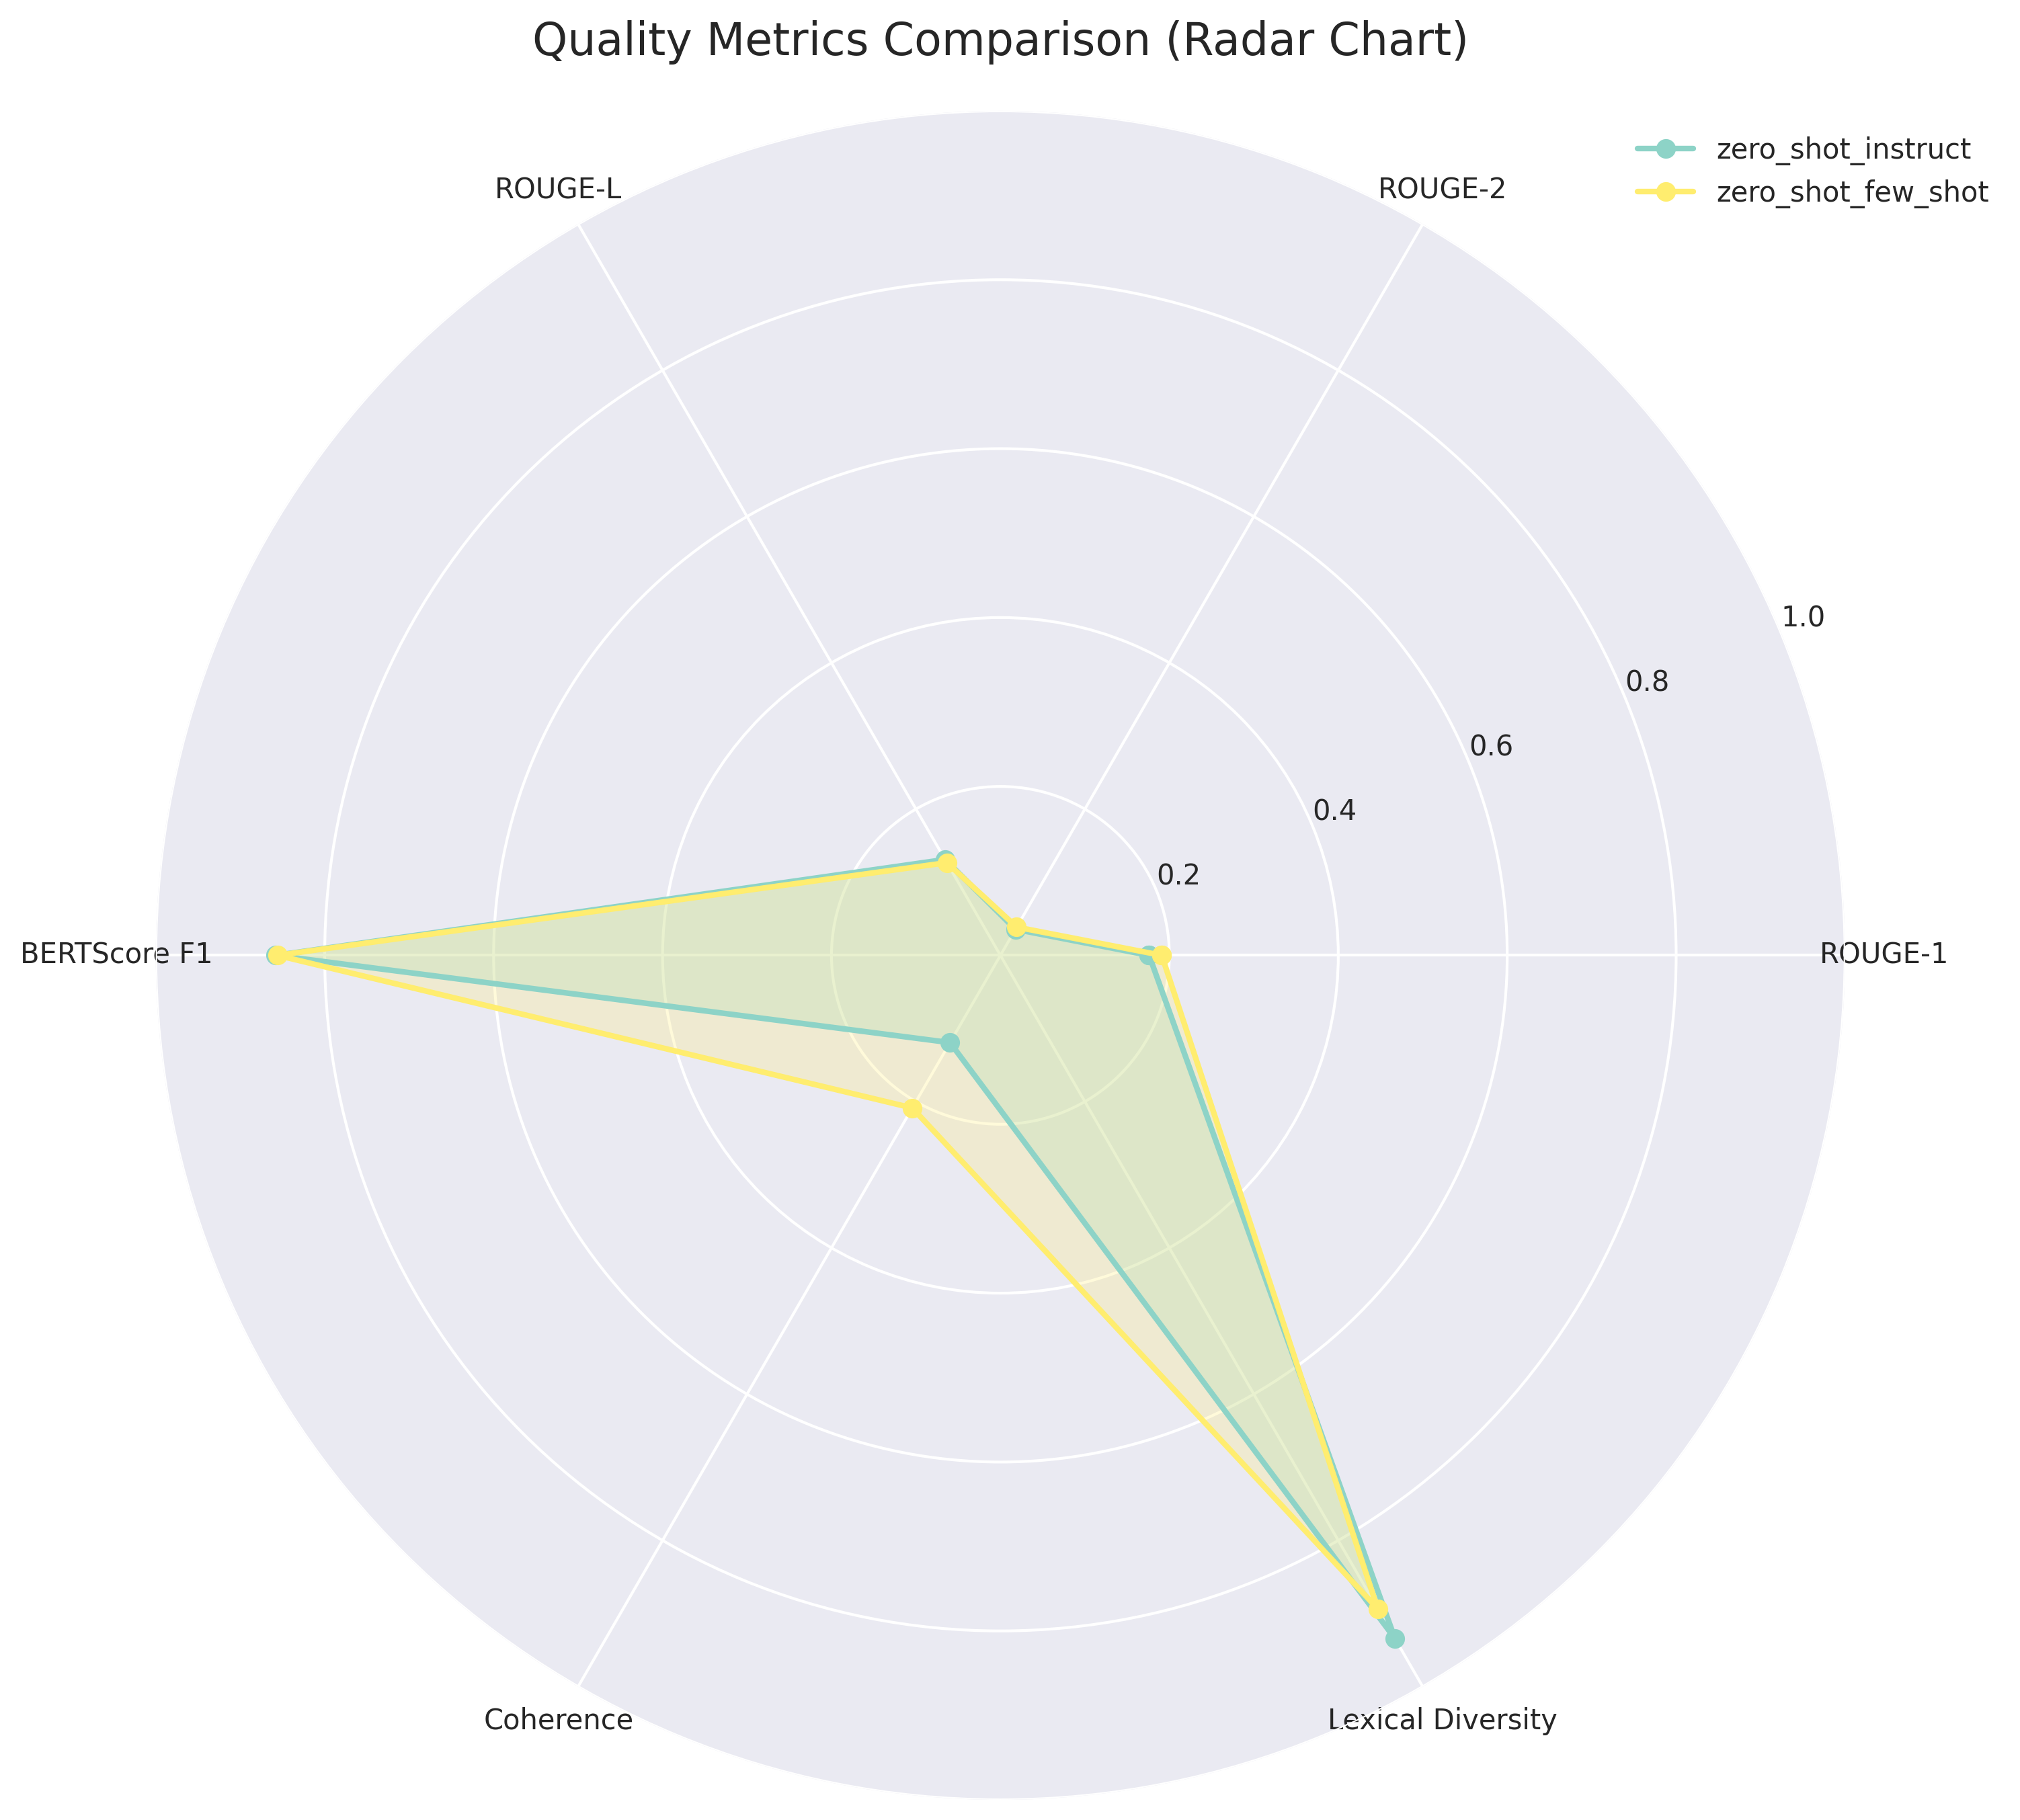 Quality Metrics Comparison (Radar Chart)
zero_shot_instruct
zero_shot_few_shot
ROUGE-L
ROUGE-2
1.0
0.8
0.6
0.4
0.2
BERTScore F1
ROUGE-1
Coherence
Lexical Diversity